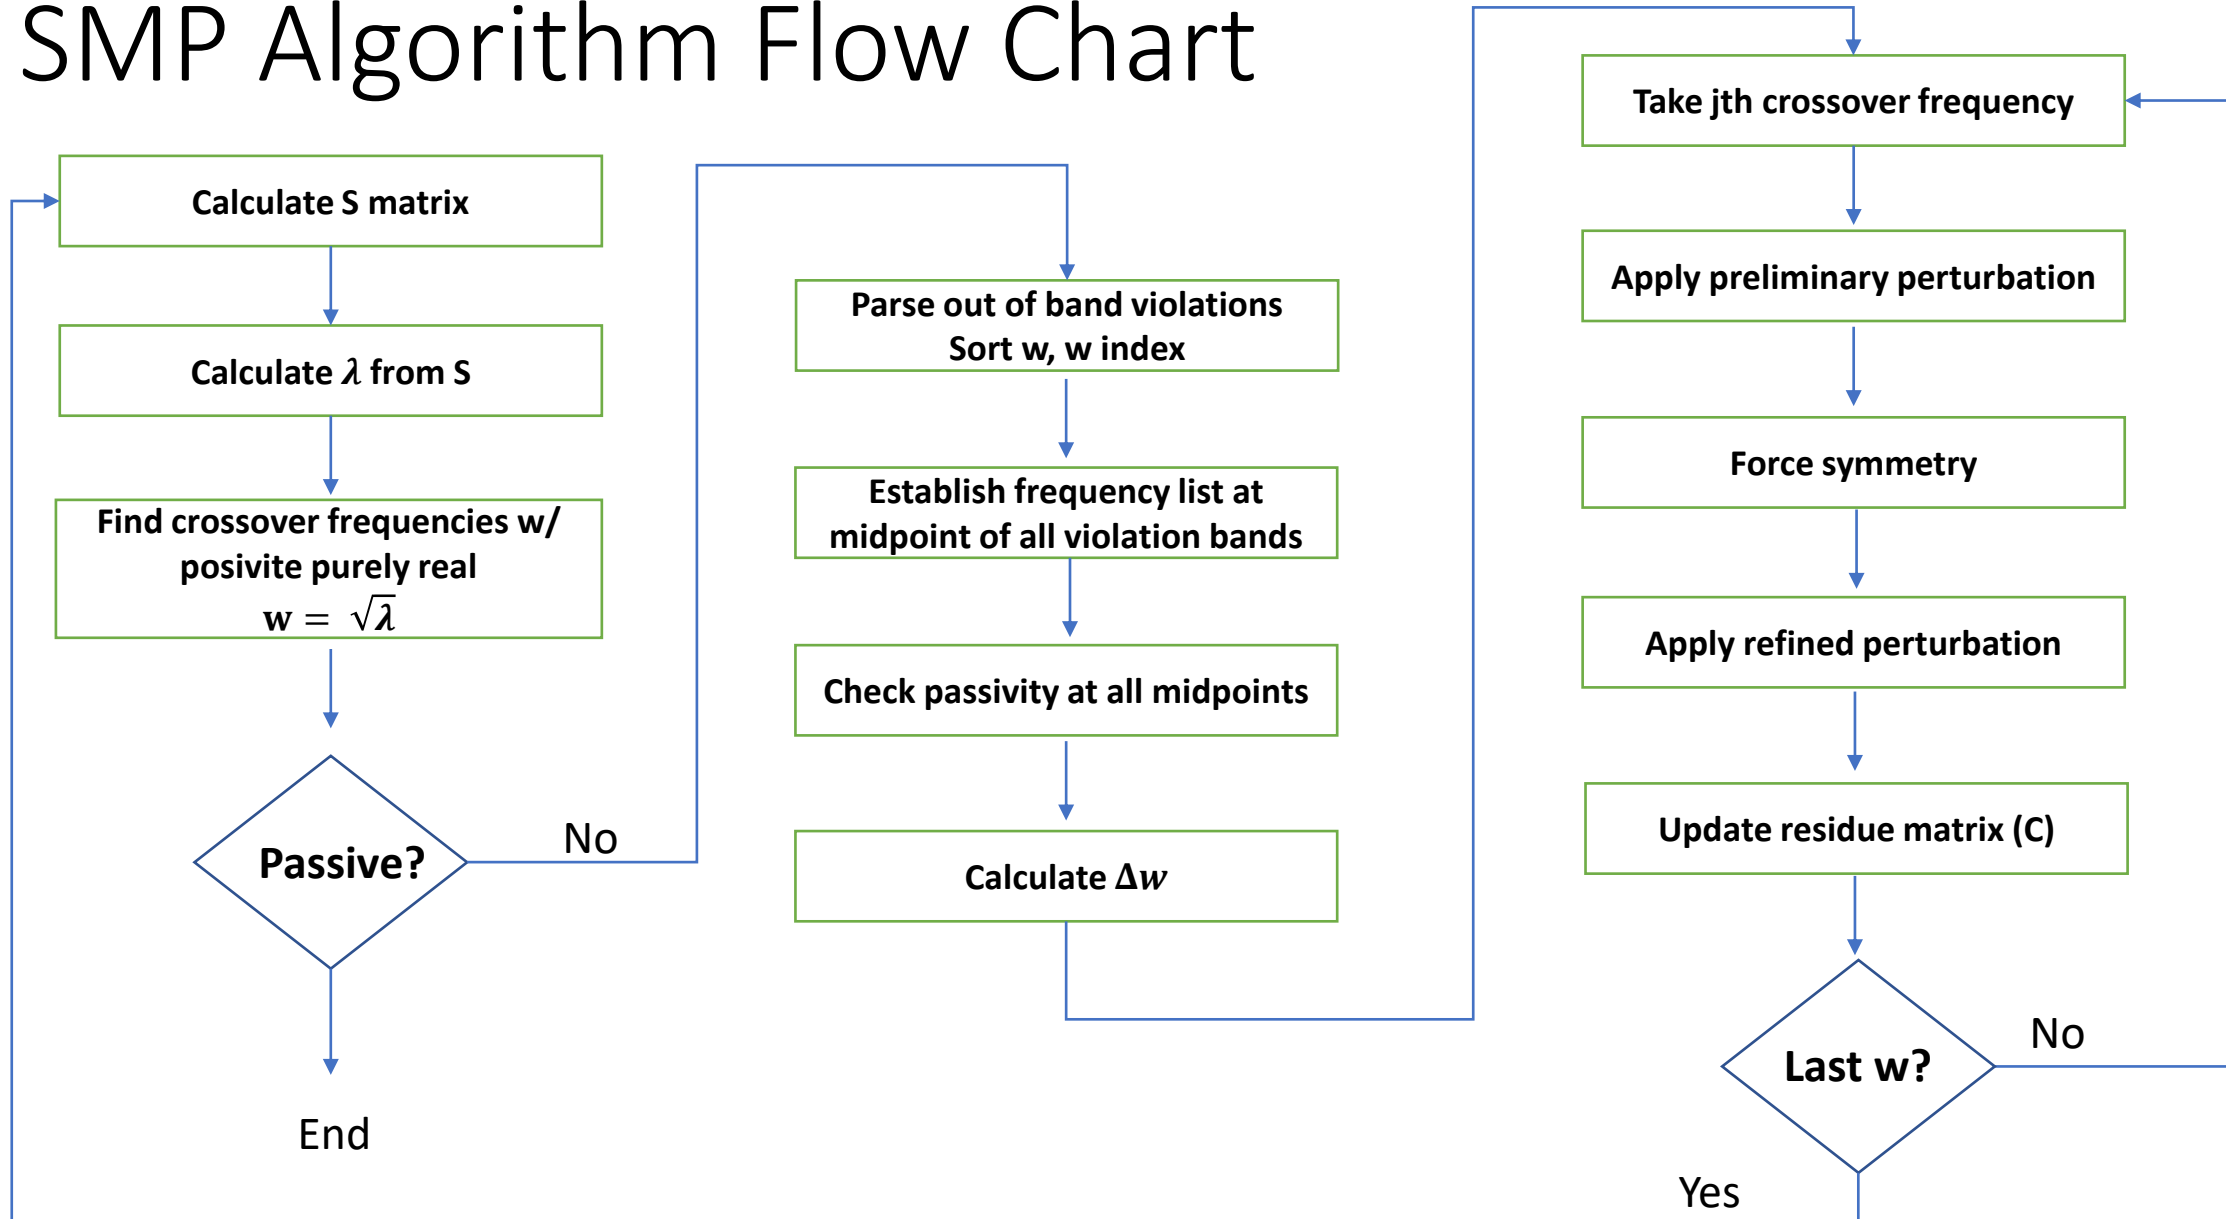 SMP Algorithm Flow Chart
Calculate S matrix
Calculate λ from S
Find crossover frequencies w/
posivite purely real
w = √λ
Passive?
No
End
Parse out of band violations
Sort w, w index
Establish frequency list at
midpoint of all violation bands
Check passivity at all midpoints
Calculate Δw
Take jth crossover frequency
Apply preliminary perturbation
Force symmetry
Apply refined perturbation
Update residue matrix (C)
Last w?
No
Yes